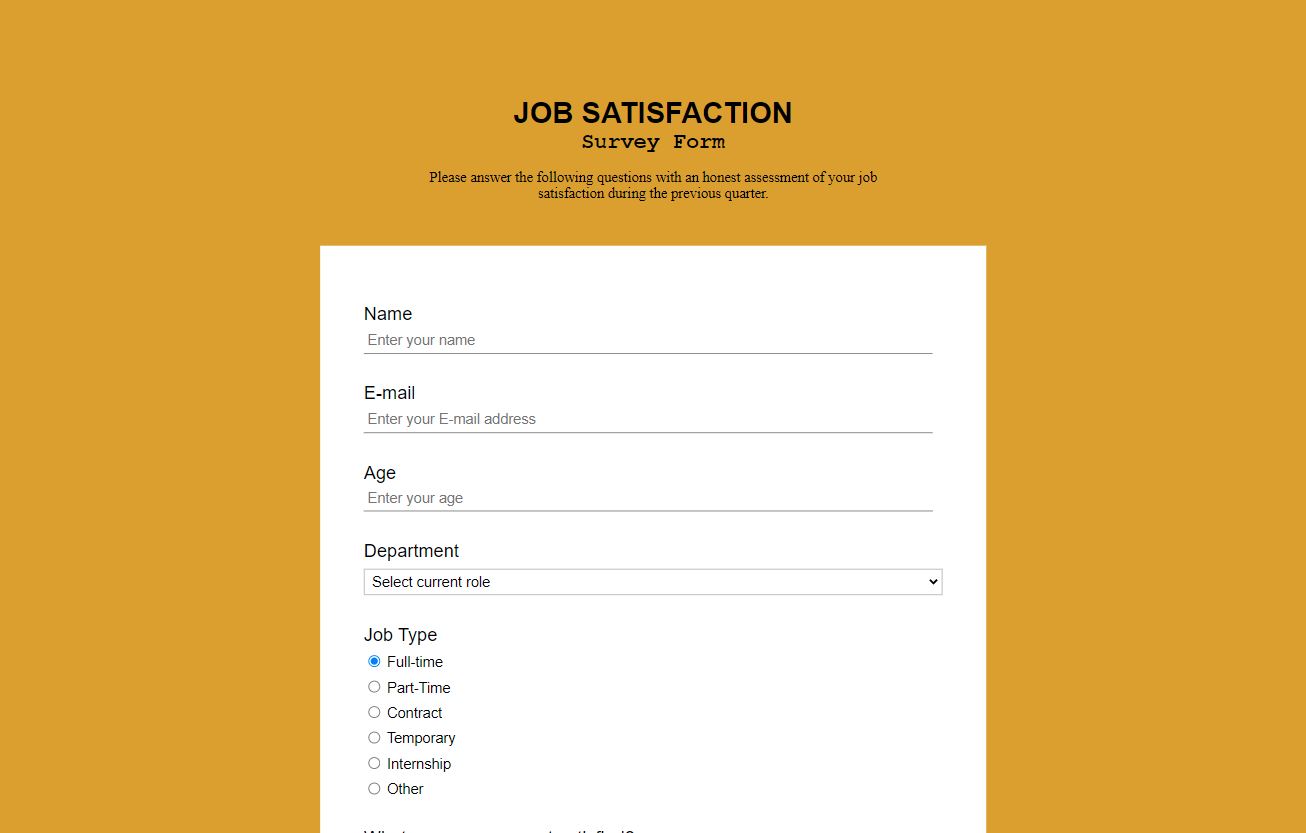 JOB SATISFACTION
Survey Form
Please answer the following questions with an honest assessment of your job
satisfaction during the previous quarter.
Name
Enter your name
E-mail
Enter your E-mail address
Age
Enter your age
Department
Select current role
Job Type
Full-time
Part-Time
Contract
Temporary
Internship
Other